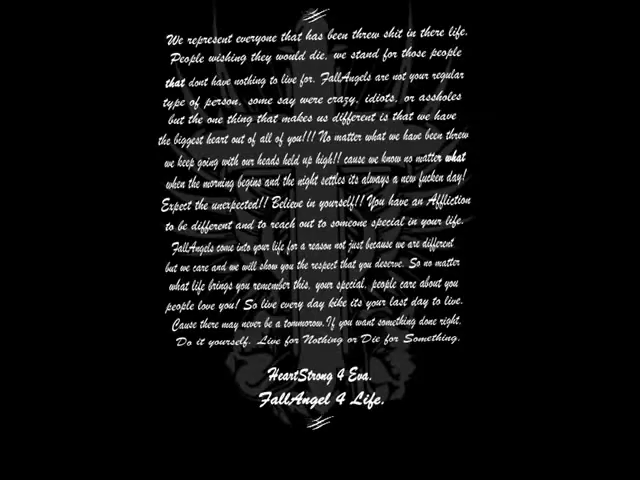 We represent everyone that has been threw shit in there life.
People wishing they would die, we stand for those people
that dont have nothing to live for. FallAngels are not your regular
type of person, some say were crazy, idiots, or assholes
but the one thing that makes us different is that we have
the biggest heart out of all of you!!! No matter what we have been threw
we keep going with our heads held up high!! cause we know no matter what
when the morning begins and the night settles its always a new fucken day!
Expect the unexpected!! Believe in yourself!! You have an Affliction
to be different and to reach out to someone special in your life.
FallAngels come into your life for a reason not just because we are different
but we care and we will show you the respect that you deserve. So no matter
what life brings you remember this, your special, people care about you
people love you! So live every day kike its your last day to live.
Cause there may never be a tommorow.If you want something done right,
Do it yourself. Live for Nothing or Die for Something.
HeartStrong 4 Eva.
FallAngel 4 Life.